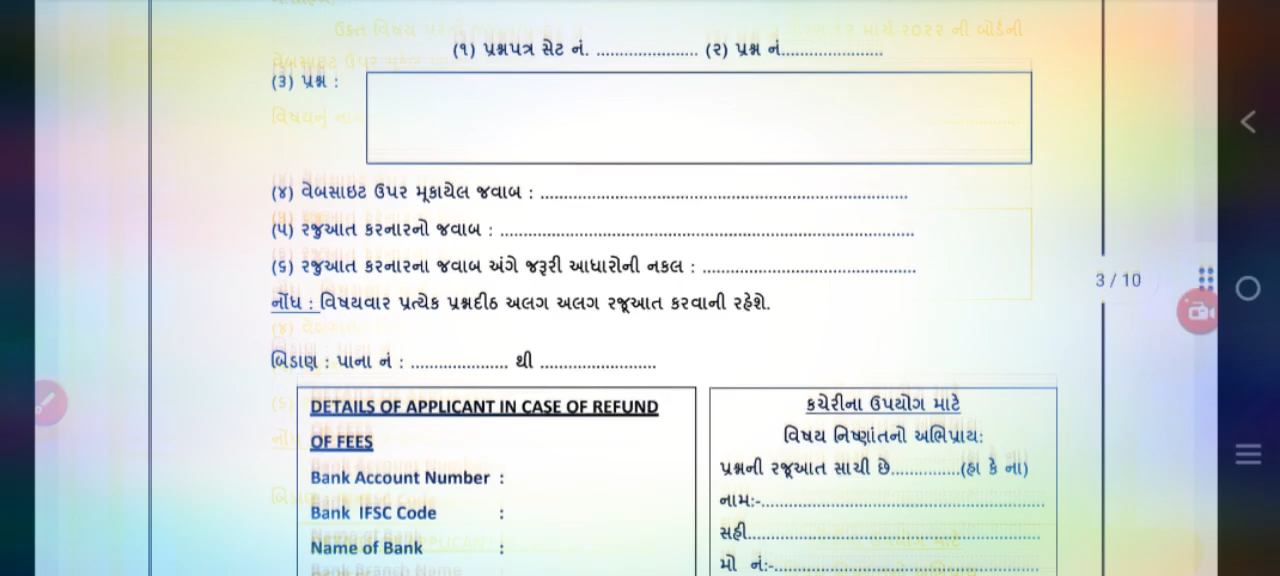 (૧) પ્રશ્નપત્ર સેટ નં. ...................... (૨) પ્રશ્ન નં......................
(૩) પ્રશ્ન :
(૪) વેબસાઇટ ઉપર મૂકાયેલ જવાબ : ................................................................................
(૫) રજુઆત કરનારનો જવાબ : .........................................................................................
(૬) રજુઆત કરનારના જવાબ અંગે જરૂરી આધારોની નકલ : ..............................................
નોંધ : વિષયવાર પ્રત્યેક પ્રશ્નદીઠ અલગ અલગ રજૂઆત કરવાની રહેશે.
બિડાણ : પાના નં : ..................... થી .........................
DETAILS OF APPLICANT IN CASE OF REFUND
OF FEES
Bank Account Number :
Bank IFSC Code :
Name of Bank :
કચેરીના ઉપયોગ માટે
વિષય નિષ્ણાંતનો અભિપ્રાય:
પ્રશ્નની રજૂઆત સાચી છે...............(હા કે ના)
નામ:-.............................................................
સહી...............................................................
મો નં:-..........................................................
3 / 10